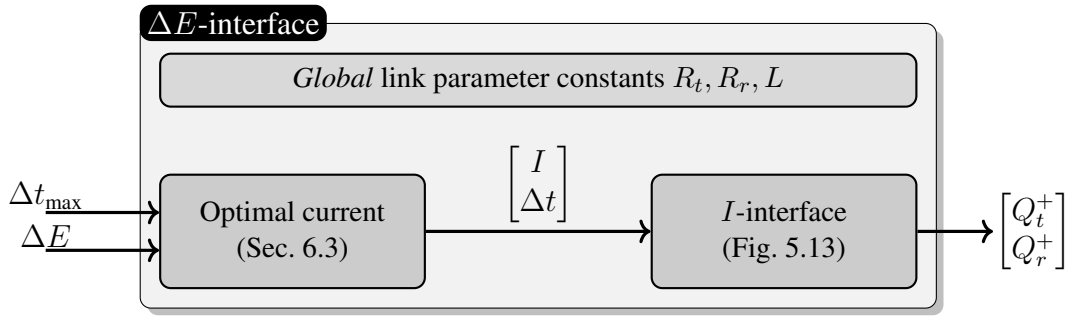 ΔE-interface
Global link parameter constants R_t, R_r, L
Δt_max
ΔE
Optimal current
(Sec. 6.3)
[I
Δt]
I-interface
(Fig. 5.13)
[Q_t^+
Q_r^+]